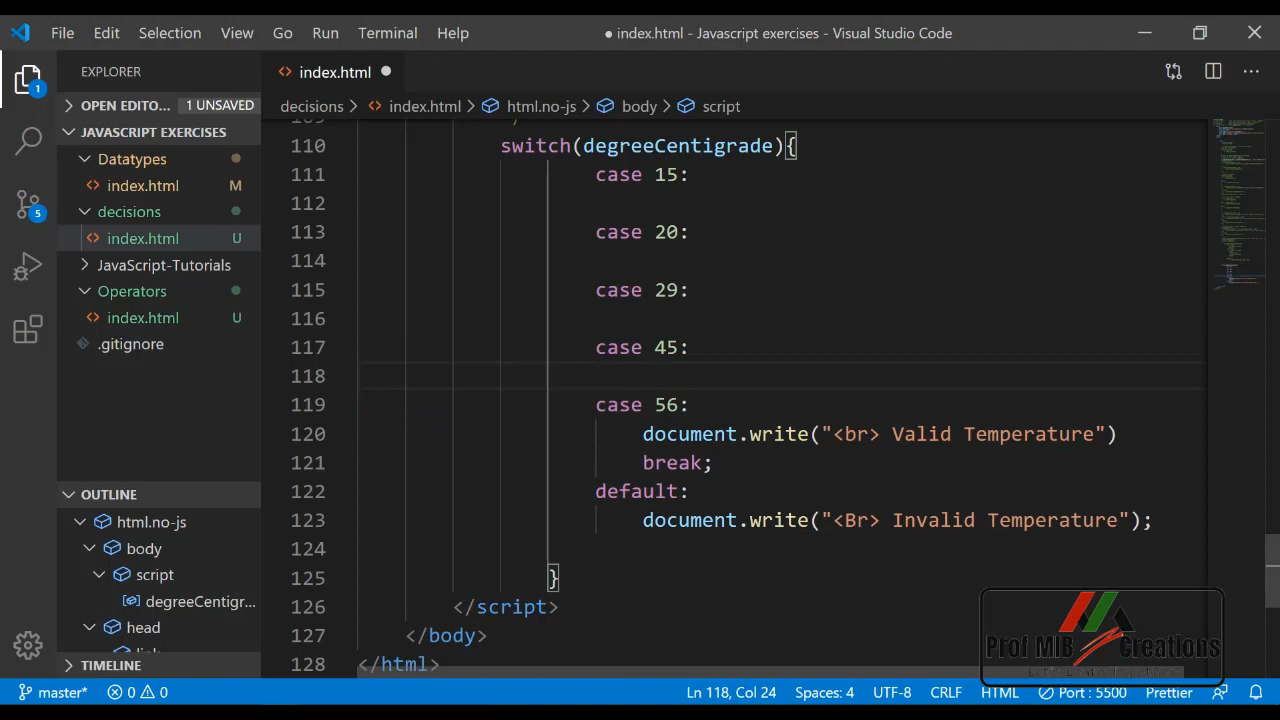 File Edit Selection View Go Run Terminal Help
● index.html - Javascript exercises - Visual Studio Code
EXPLORER
index.html ●
OPEN EDITO... 1 UNSAVED
decisions > index.html > html.no-js > body > script
JAVASCRIPT EXERCISES
Datatypes
index.html M
decisions
index.html U
JavaScript-Tutorials
Operators
index.html U
.gitignore
OUTLINE
html.no-js
body
script
degreeCentigr...
head
TIMELINE
1
5
110 switch(degreeCentigrade){
111 case 15:
112
113 case 20:
114
115 case 29:
116
117 case 45:
118
119 case 56:
120 document.write("<br> Valid Temperature")
121 break;
122 default:
123 document.write("<Br> Invalid Temperature");
124
125 }
126 </script>
127 </body>
128 </html>
Prof MIB Creations
master* 0 0
Ln 118, Col 24 Spaces: 4 UTF-8 CRLF HTML Port : 5500 Prettier